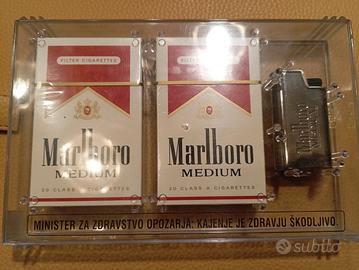 FILTER CIGARETTES
Marlboro
MEDIUM
20 CLASS A CIGARETTES
FILTER CIGARETTES
Marlboro
MEDIUM
20 CLASS A CIGARETTES
Marlboro
MINISTER ZA ZDRAVSTVO OPOZARJA: KAJENJE JE ZDRAVJU ŠKODLJIVO.
subito